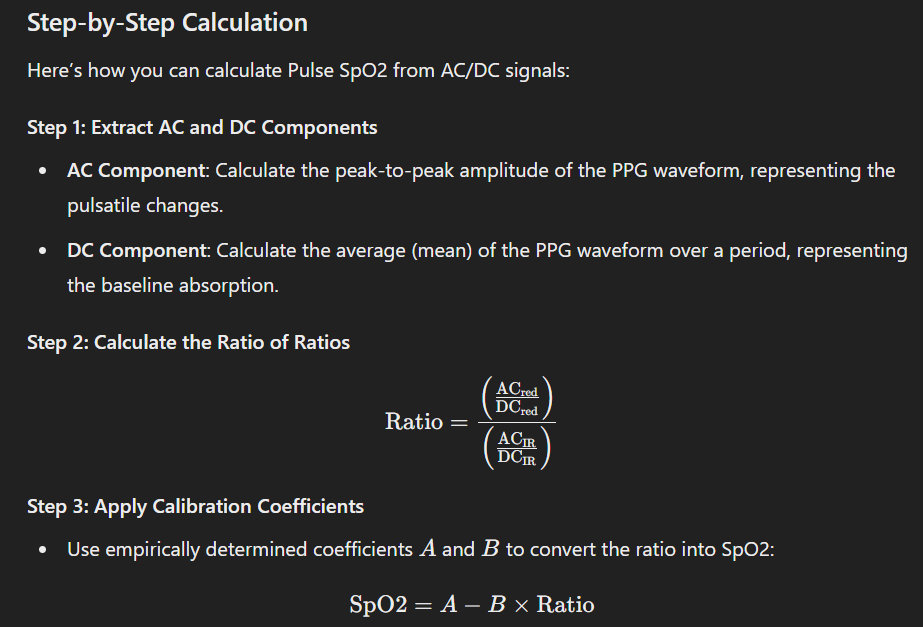 Step-by-Step Calculation
Here's how you can calculate Pulse SpO2 from AC/DC signals:
Step 1: Extract AC and DC Components
• AC Component: Calculate the peak-to-peak amplitude of the PPG waveform, representing the
pulsatile changes.
• DC Component: Calculate the average (mean) of the PPG waveform over a period, representing
the baseline absorption.
Step 2: Calculate the Ratio of Ratios
Ratio = (ACred/DCred) / (ACIR/DCIR)
Step 3: Apply Calibration Coefficients
• Use empirically determined coefficients A and B to convert the ratio into SpO2:
SpO2 = A − B × Ratio